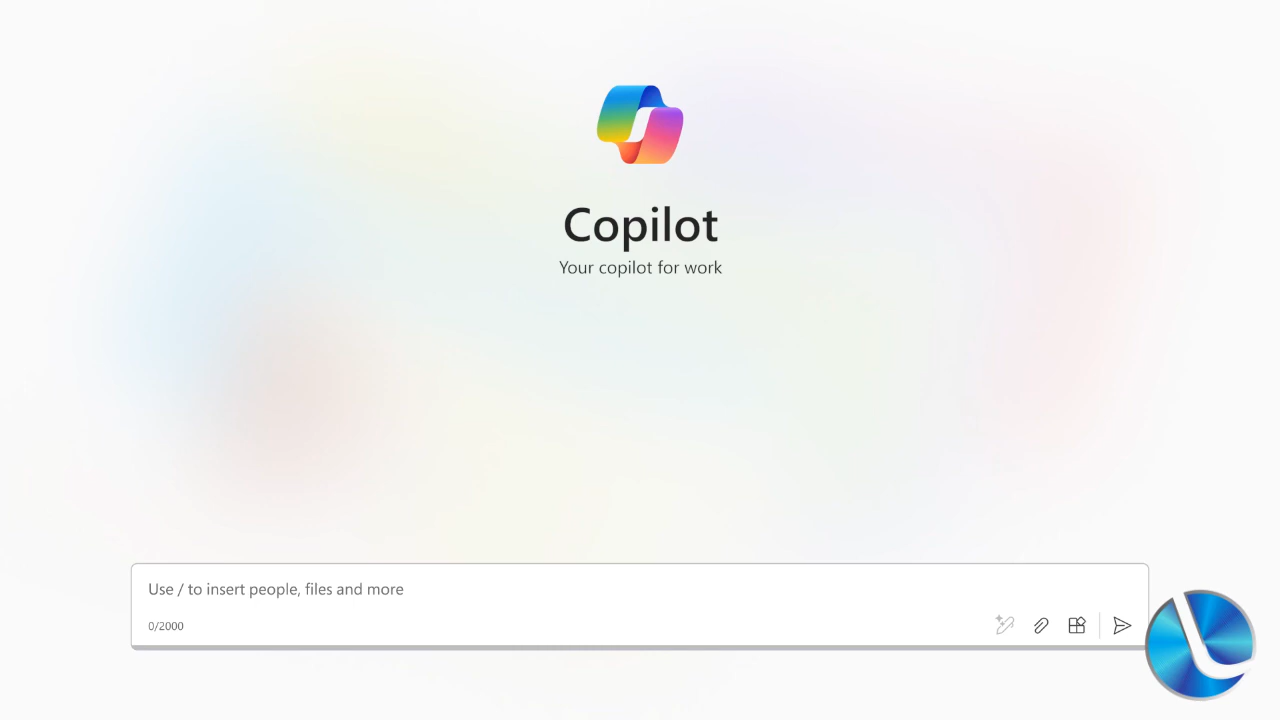 Copilot
Your copilot for work
Use / to insert people, files and more
0/2000